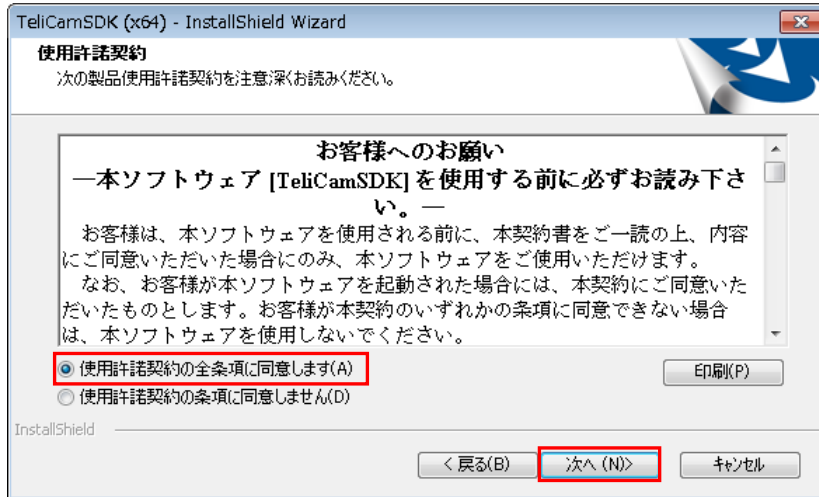 TeliCamSDK (x64) - InstallShield Wizard
使用許諾契約
次の製品使用許諾契約を注意深くお読みください。
お客様へのお願い
―本ソフトウェア [TeliCamSDK] を使用する前に必ずお読み下さ
い。―
お客様は、本ソフトウェアを使用される前に、本契約書をご一読の上、内容
にご同意いただいた場合にのみ、本ソフトウェアをご使用いただけます。
なお、お客様が本ソフトウェアを起動された場合には、本契約にご同意いた
だいたものとします。お客様が本契約のいずれかの条項に同意できない場合
は、本ソフトウェアを使用しないでください。
使用許諾契約の全条項に同意します(A)
印刷(P)
使用許諾契約の条項に同意しません(D)
InstallShield
< 戻る(B)
次へ (N)>
キャンセル